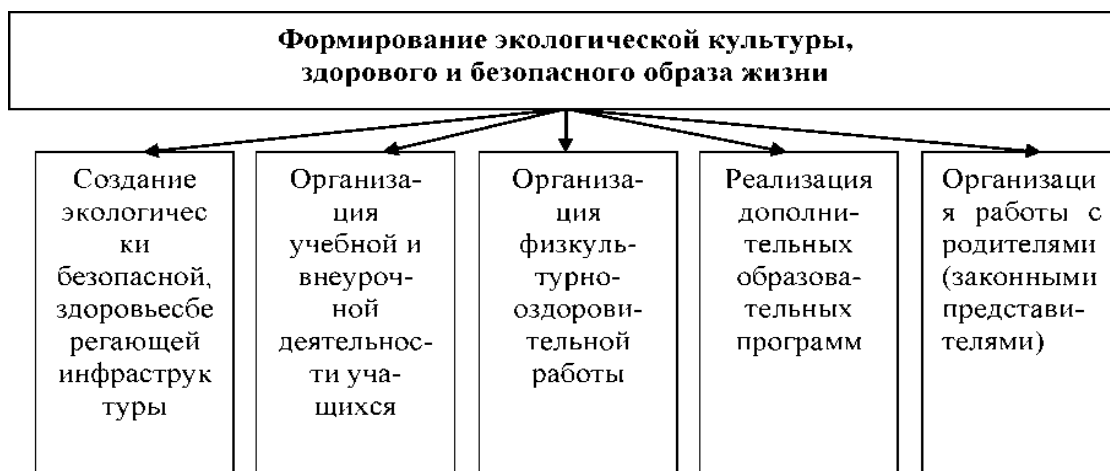 Формирование экологической культуры,
здорового и безопасного образа жизни
Создание
экологичес
ки
безопасной,
здоровьесбе
регающей
инфраструк
туры
Организа-
ция
учебной и
внеуроч-
ной
деятельнос-
ти уча-
щихся
Организа-
ция
физкуль-
турно-
оздорови-
тельной
работы
Реализация
дополни-
тельных
образова-
тельных
программ
Организаци
я работы с
родителями
(законными
представи-
телями)